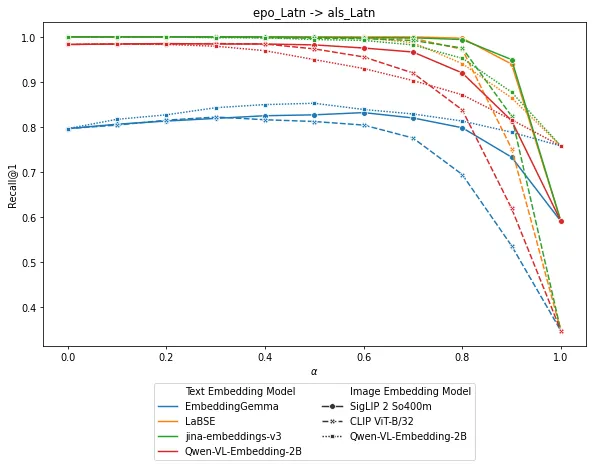 epo_Latn -> als_Latn
Recall@1
1.0
0.9
0.8
0.7
0.6
0.5
0.4
0.0
0.2
0.4
0.6
0.8
1.0
α
Text Embedding Model
EmbeddingGemma
LaBSE
jina-embeddings-v3
Qwen-VL-Embedding-2B
Image Embedding Model
SigLIP 2 So400m
CLIP ViT-B/32
Qwen-VL-Embedding-2B